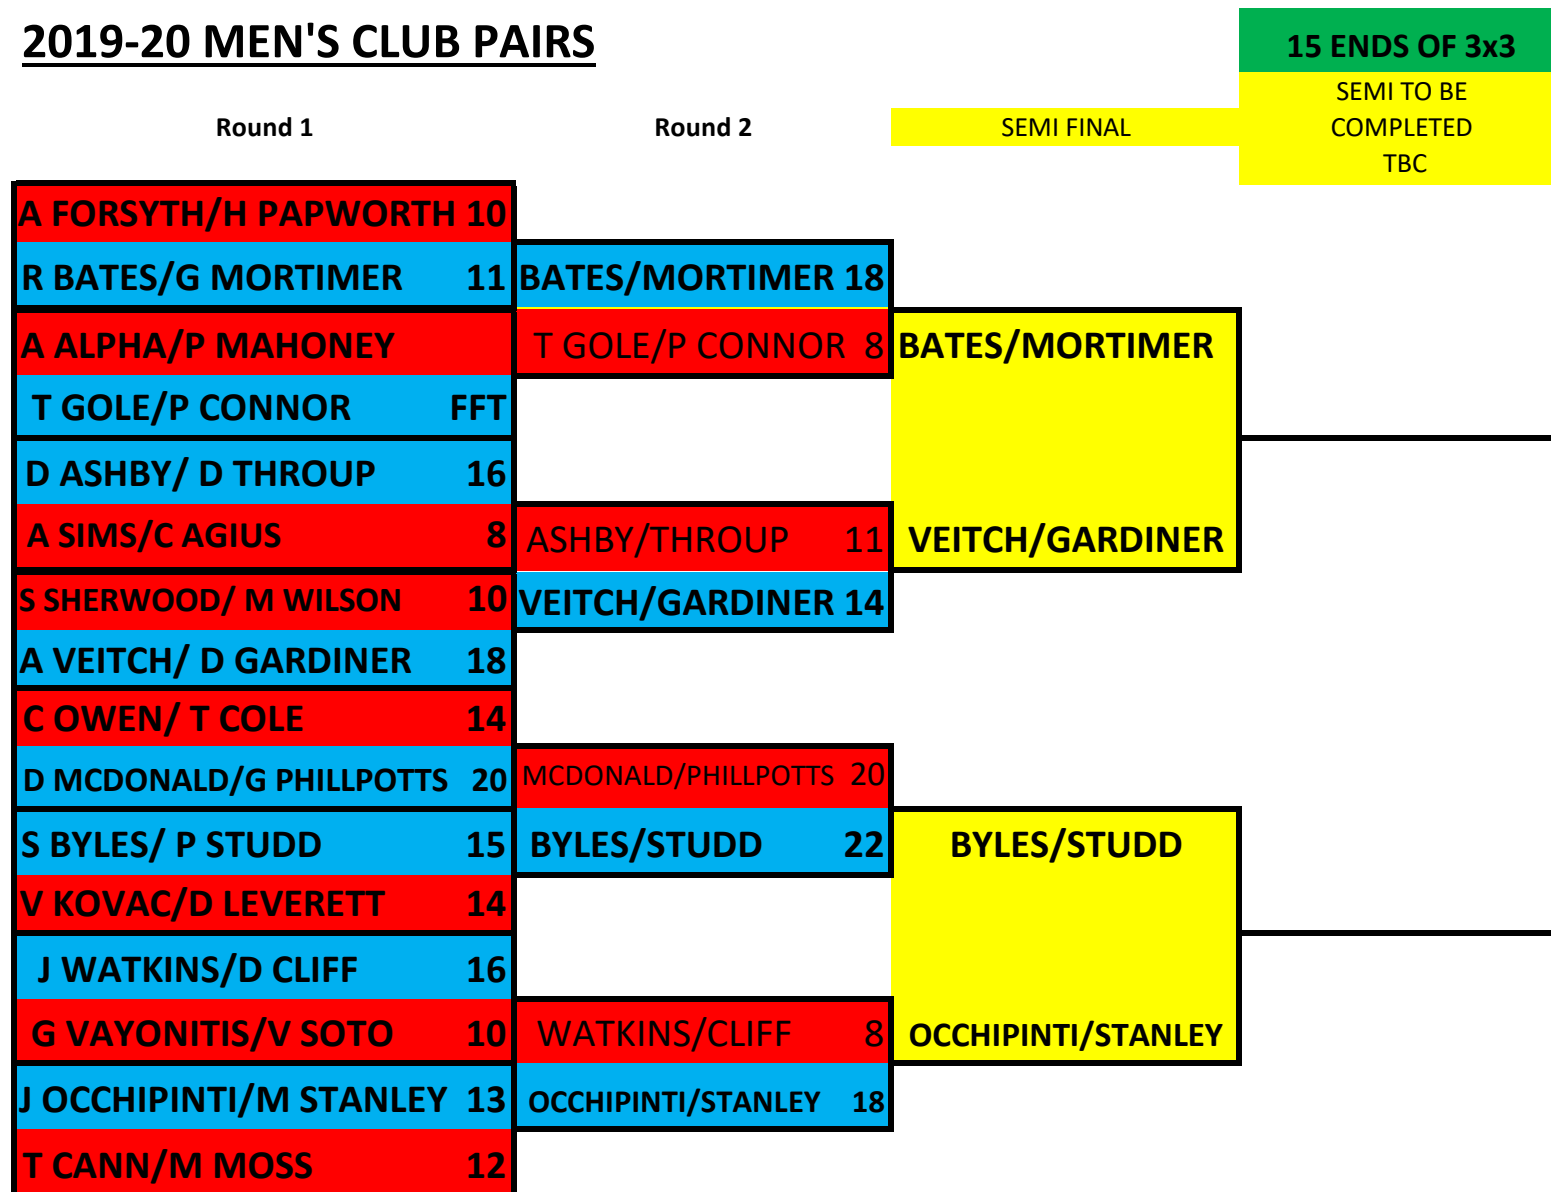 2019-20 MEN'S CLUB PAIRS
15 ENDS OF 3x3
SEMI TO BE
COMPLETED
TBC
Round 1
Round 2
SEMI FINAL
A FORSYTH/H PAPWORTH 10
R BATES/G MORTIMER 11
BATES/MORTIMER 18
A ALPHA/P MAHONEY
T GOLE/P CONNOR 8
BATES/MORTIMER
T GOLE/P CONNOR FFT
D ASHBY/ D THROUP 16
A SIMS/C AGIUS 8
ASHBY/THROUP 11
VEITCH/GARDINER
S SHERWOOD/ M WILSON 10
VEITCH/GARDINER 14
A VEITCH/ D GARDINER 18
C OWEN/ T COLE 14
D MCDONALD/G PHILLPOTTS 20
MCDONALD/PHILLPOTTS 20
S BYLES/ P STUDD 15
BYLES/STUDD 22
BYLES/STUDD
V KOVAC/D LEVERETT 14
J WATKINS/D CLIFF 16
G VAYONITIS/V SOTO 10
WATKINS/CLIFF 8
OCCHIPINTI/STANLEY
J OCCHIPINTI/M STANLEY 13
OCCHIPINTI/STANLEY 18
T CANN/M MOSS 12